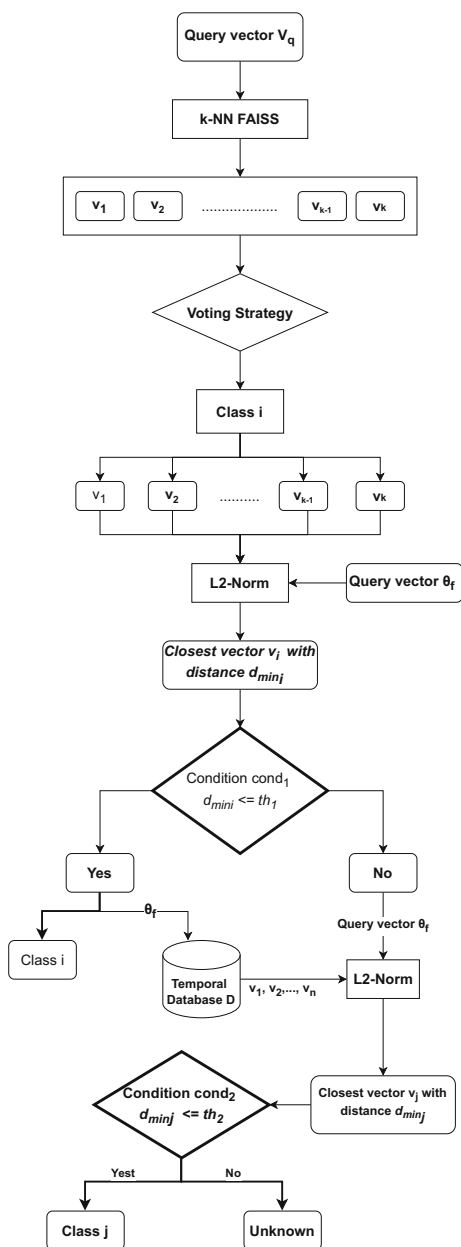 Query vector V_q
k-NN FAISS
v_1 v_2 ................... v_k-1 v_k
Voting Strategy
Class i
v_1 v_2 .......... v_k-1 v_k
L2-Norm
Query vector θ_f
Closest vector v_i with
distance d_min_i
Condition cond_1
d_mini <= th_1
Yes
No
θ_f
Query vector θ_f
Class i
Temporal
Database D
v_1, v_2,..., v_n
L2-Norm
Condition cond_2
d_minj <= th_2
Closest vector v_j with
distance d_min_j
Yest
No
Class j
Unknown